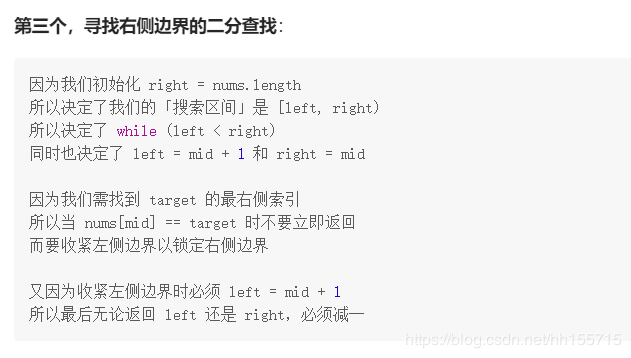 第三个，寻找右侧边界的二分查找：
因为我们初始化 right = nums.length
所以决定了我们的「搜索区间」是 [left, right)
所以决定了 while (left < right)
同时也决定了 left = mid + 1 和 right = mid
因为我们需找到 target 的最右侧索引
所以当 nums[mid] == target 时不要立即返回
而要收紧左侧边界以锁定右侧边界
又因为收紧左侧边界时必须 left = mid + 1
所以最后无论返回 left 还是 right，必须减一
https://blog.csdn.net/hh155715